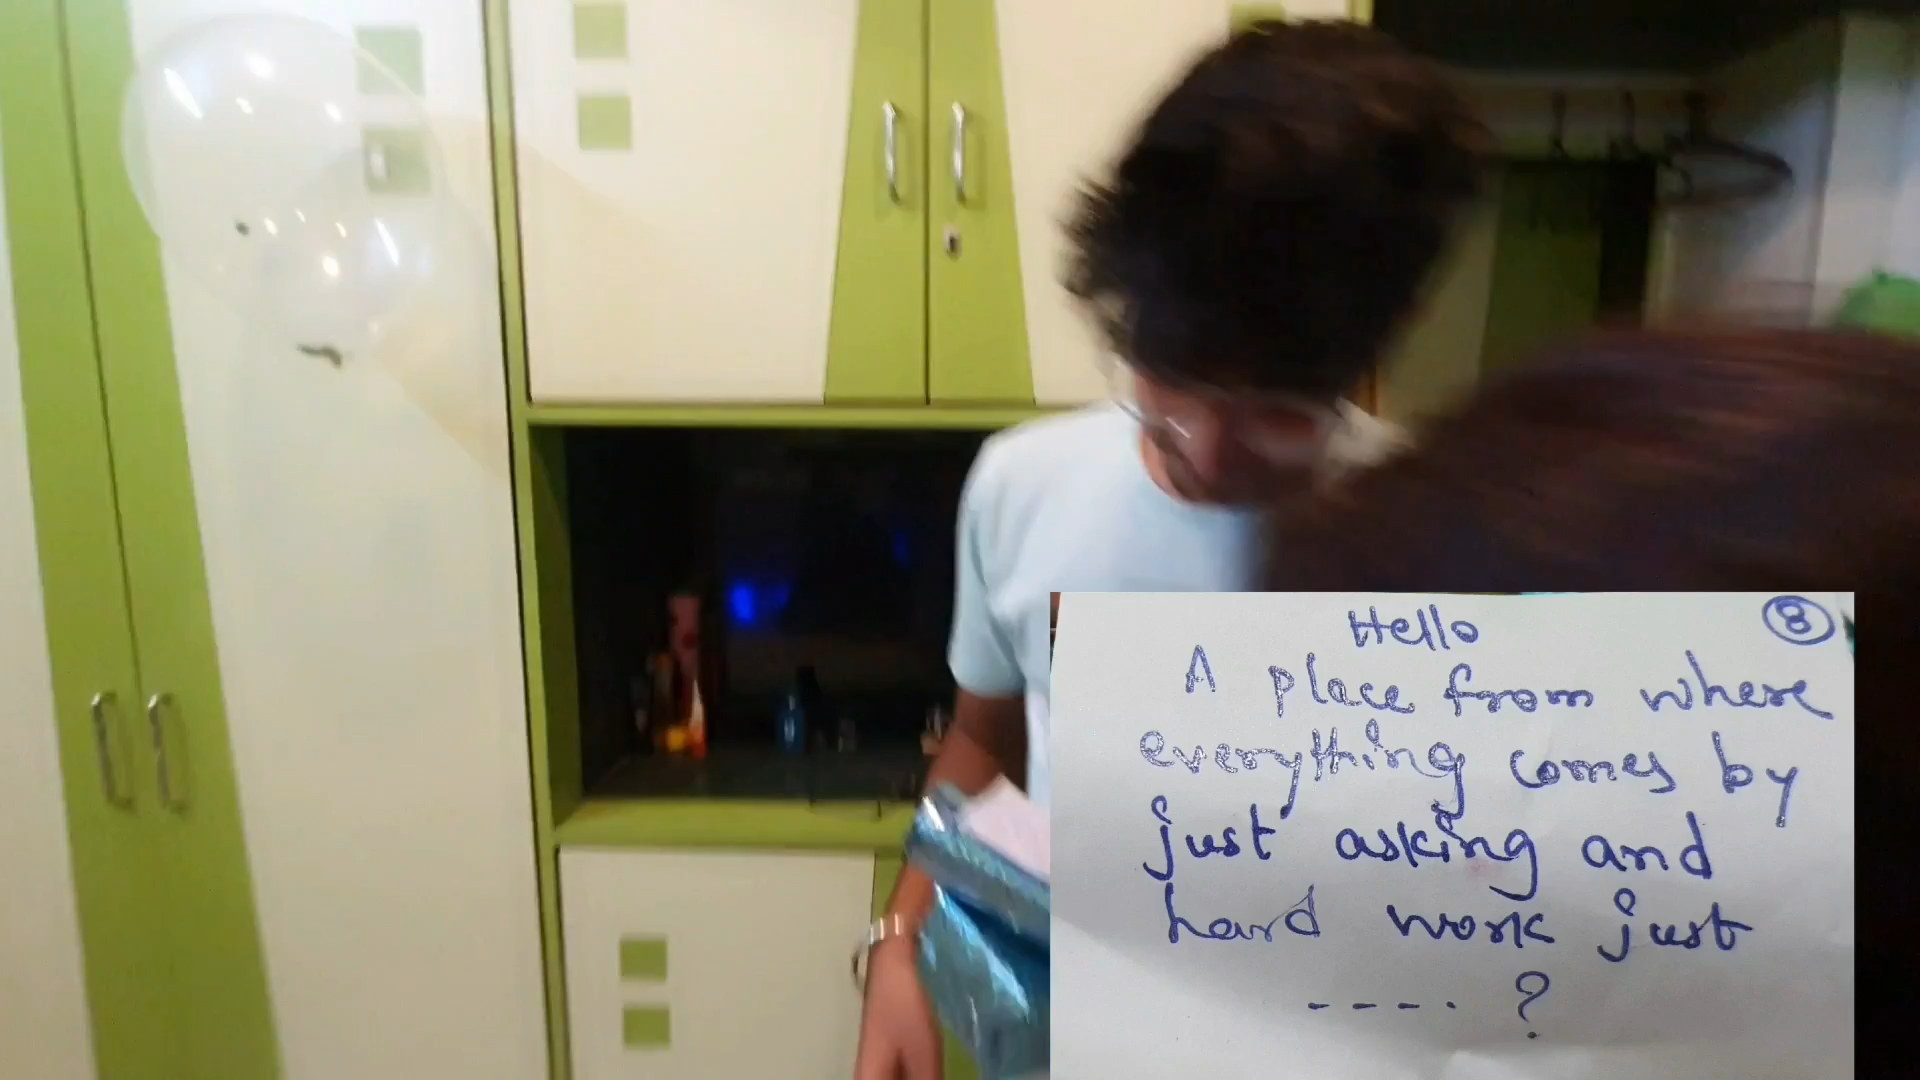 Hello
8
A place from where
everything comes by
just asking and
hard work just
----. ?